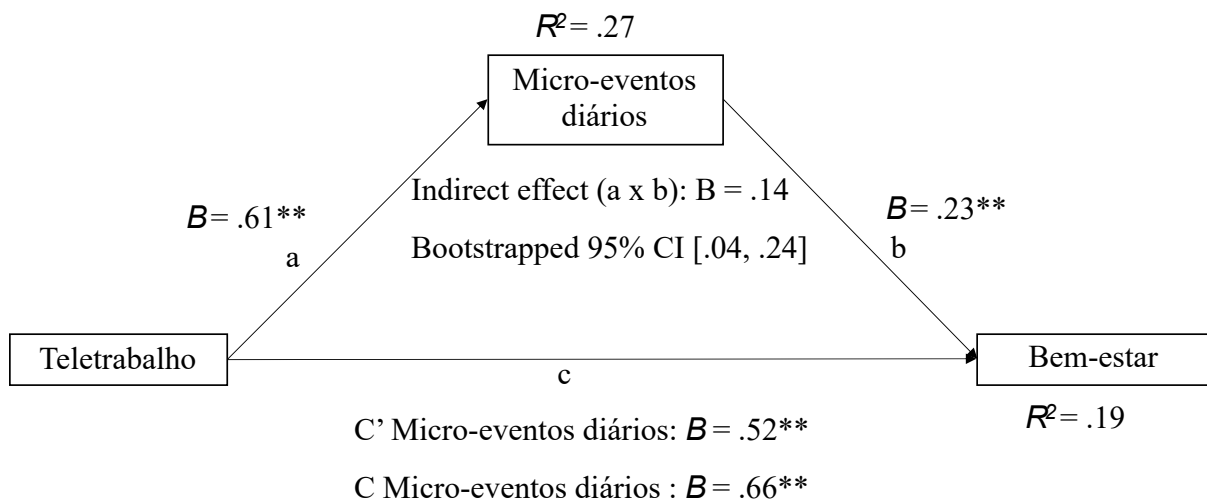 R² = .27
Micro-eventos
diários
Indirect effect (a x b): B = .14
B = .61**
B = .23**
Bootstrapped 95% CI [.04, .24]
a
b
Teletrabalho
Bem-estar
c
R² = .19
C’ Micro-eventos diários: B = .52**
C Micro-eventos diários : B = .66**